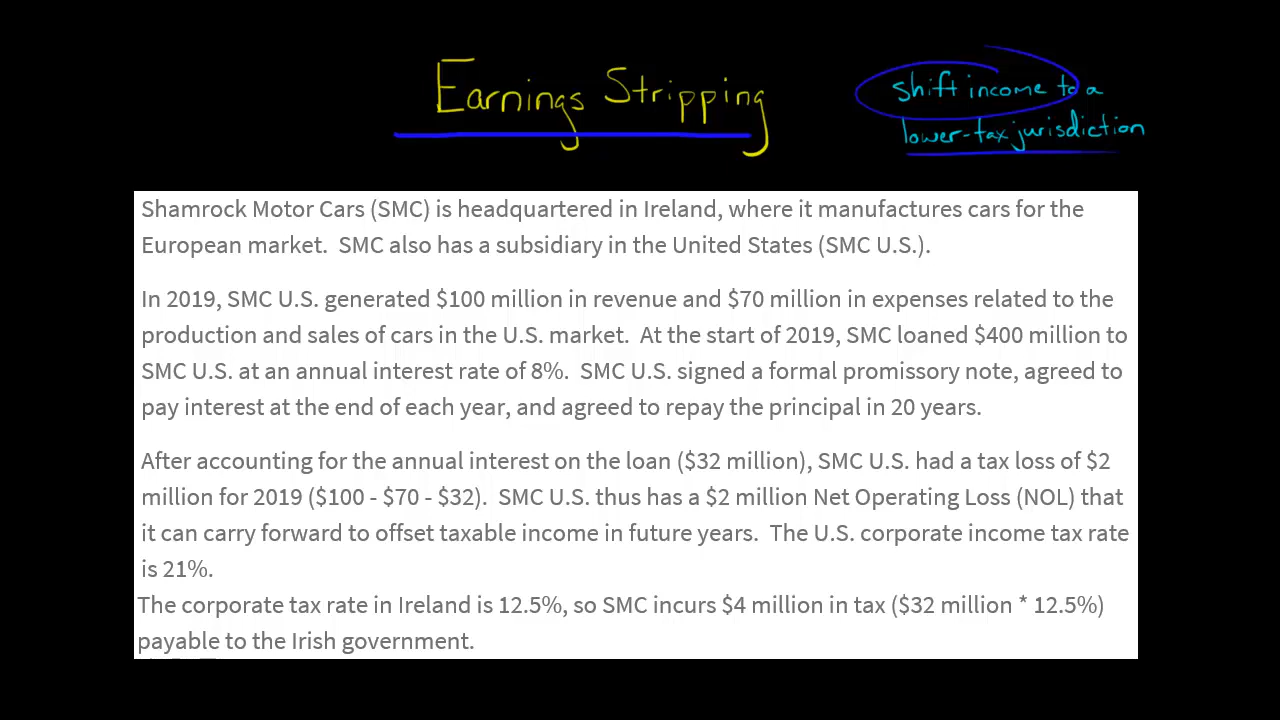 Earnings Stripping
shift income to a
lower-tax jurisdiction
Shamrock Motor Cars (SMC) is headquartered in Ireland, where it manufactures cars for the
European market.  SMC also has a subsidiary in the United States (SMC U.S.).
In 2019, SMC U.S. generated $100 million in revenue and $70 million in expenses related to the
production and sales of cars in the U.S. market.  At the start of 2019, SMC loaned $400 million to
SMC U.S. at an annual interest rate of 8%.  SMC U.S. signed a formal promissory note, agreed to
pay interest at the end of each year, and agreed to repay the principal in 20 years.
After accounting for the annual interest on the loan ($32 million), SMC U.S. had a tax loss of $2
million for 2019 ($100 - $70 - $32).  SMC U.S. thus has a $2 million Net Operating Loss (NOL) that
it can carry forward to offset taxable income in future years.  The U.S. corporate income tax rate
is 21%.
The corporate tax rate in Ireland is 12.5%, so SMC incurs $4 million in tax ($32 million * 12.5%)
payable to the Irish government.